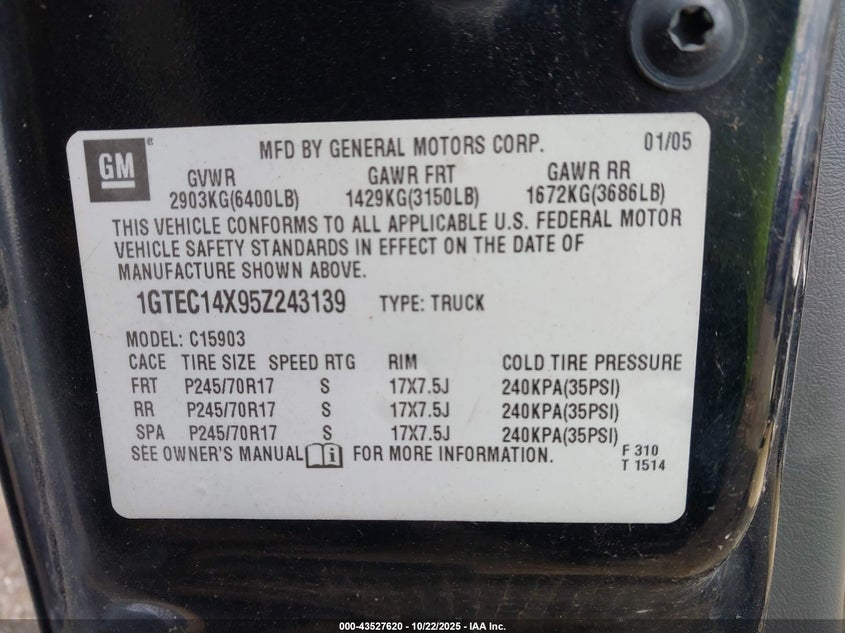 GM
®
MFD BY GENERAL MOTORS CORP. 01/05
GVWR GAWR FRT GAWR RR
2903KG(6400LB) 1429KG(3150LB) 1672KG(3686LB)
THIS VEHICLE CONFORMS TO ALL APPLICABLE U.S. FEDERAL MOTOR
VEHICLE SAFETY STANDARDS IN EFFECT ON THE DATE OF
MANUFACTURE SHOWN ABOVE.
1GTEC14X95Z243139 TYPE: TRUCK
MODEL: C15903
CACE TIRE SIZE SPEED RTG RIM COLD TIRE PRESSURE
FRT P245/70R17 S 17X7.5J 240KPA(35PSI)
RR P245/70R17 S 17X7.5J 240KPA(35PSI)
SPA P245/70R17 S 17X7.5J 240KPA(35PSI)
SEE OWNER'S MANUAL i FOR MORE INFORMATION.
F 310
T 1514
000-43527620 - 10/22/2025 - IAA Inc.